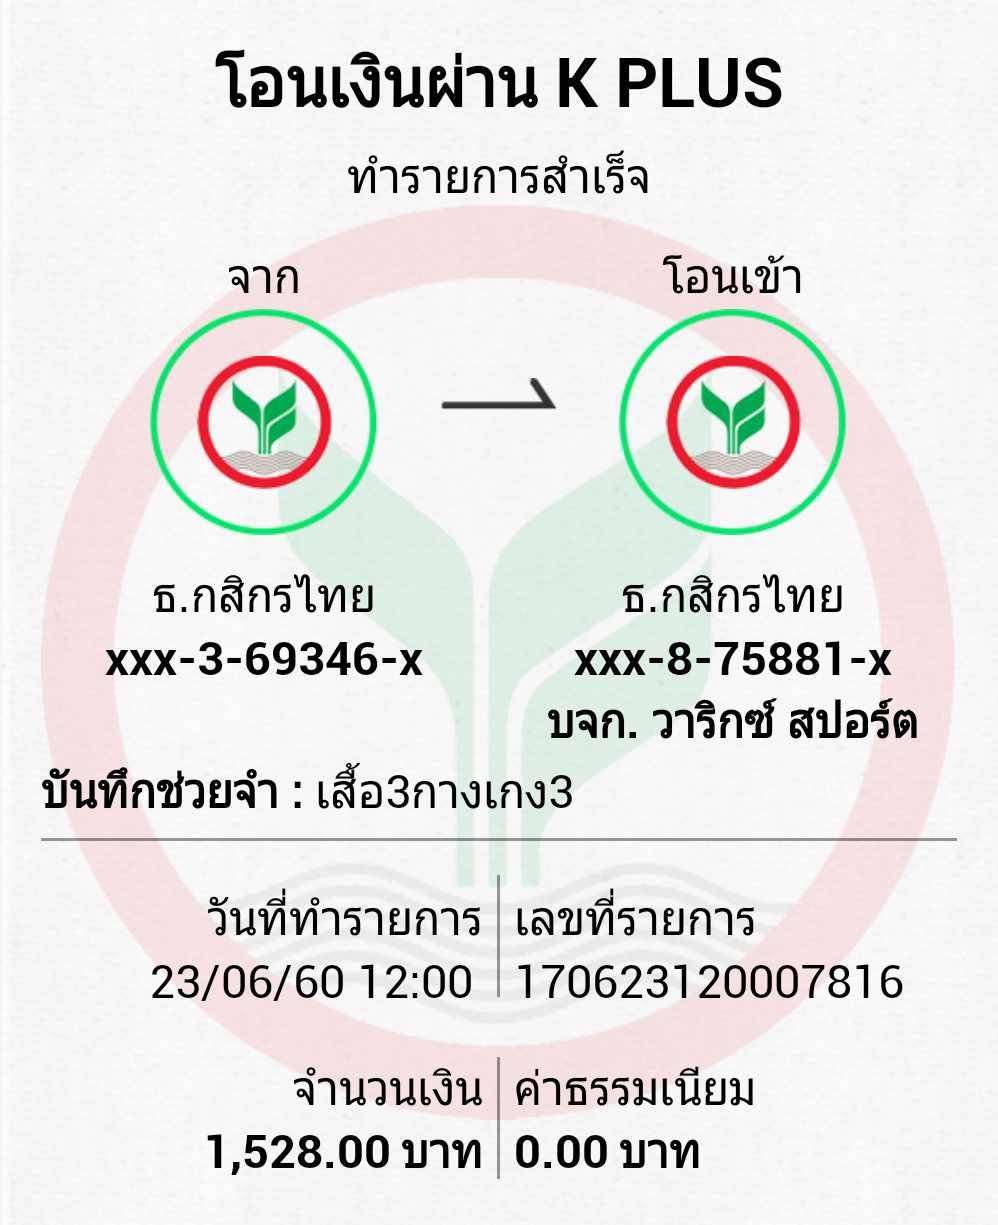 โอนเงินผ่าน K PLUS
ทำรายการสำเร็จ
จาก
โอนเข้า
ธ.กสิกรไทย
xxx-3-69346-x
ธ.กสิกรไทย
xxx-8-75881-x
บจก. วาริกซ์ สปอร์ต
บันทึกช่วยจำ : เสื้อ3กางเกง3
วันที่ทำรายการ
23/06/60 12:00
เลขที่รายการ
170623120007816
จำนวนเงิน
1,528.00 บาท
ค่าธรรมเนียม
0.00 บาท